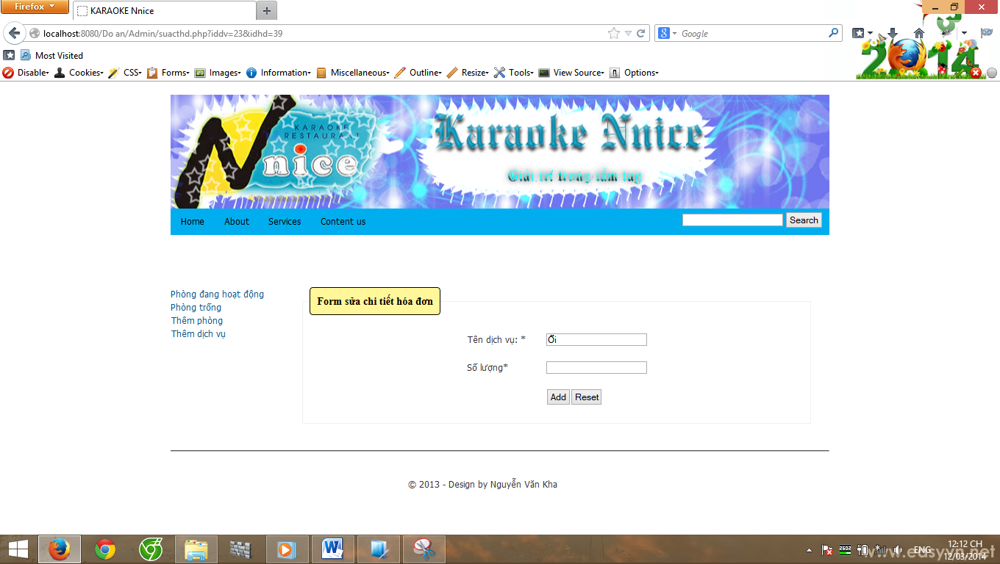 Firefox
KARAOKE Nnice
localhost:8080/Do an/Admin/suacthd.php?iddv=23&idhd=39
Google
Most Visited
Disable
Cookies
CSS
Forms
Images
Information
Miscellaneous
Outline
Resize
Tools
View Source
Options
2014
KARAOKE
RESTAURANT
Nnice
Karaoke Nnice
Giải trí trong tầm tay
Home
About
Services
Content us
Search
Phòng đang hoạt động
Phòng trống
Thêm phòng
Thêm dịch vụ
Form sửa chi tiết hóa đơn
Tên dịch vụ: *
Ổi
Số lượng*
Add
Reset
© 2013 - Design by Nguyễn Văn Kha
2602
ENG
12:12 CH
12/03/2014
www.easyvn.net